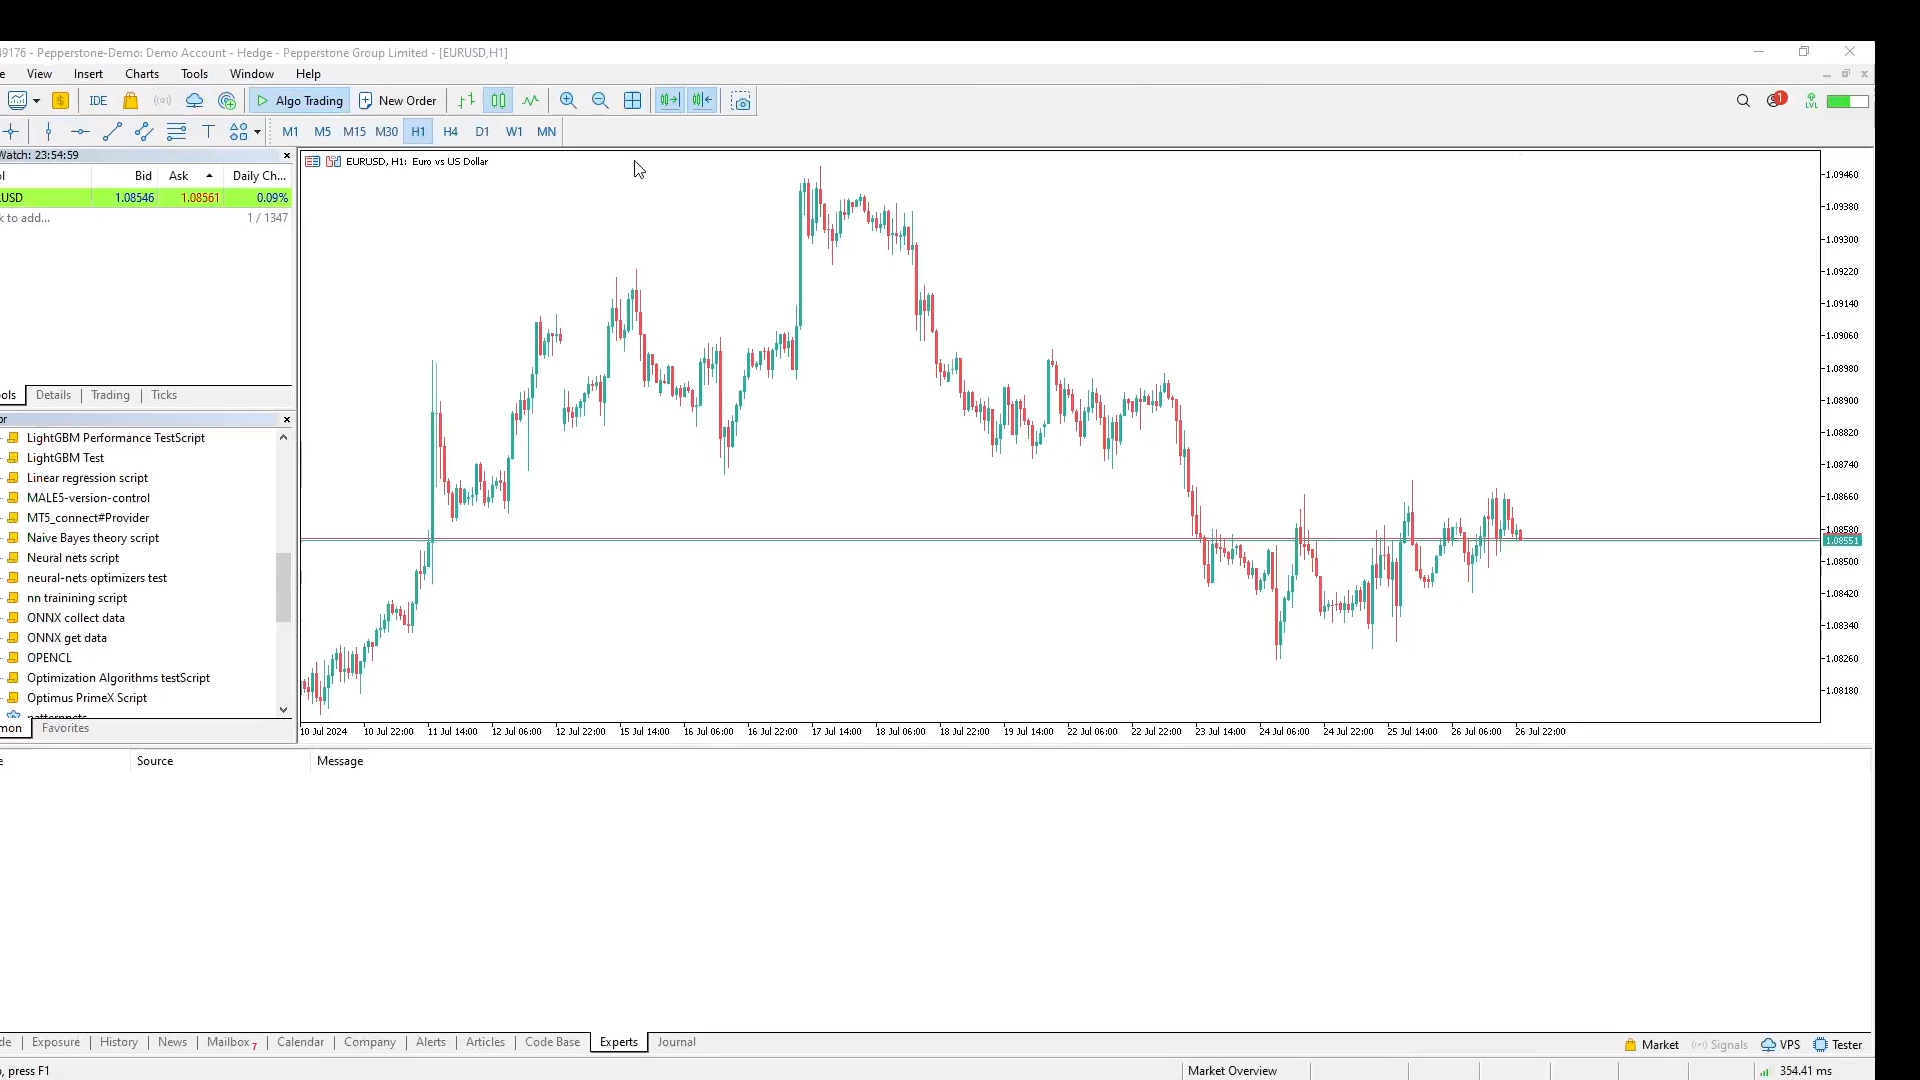 49176 - Pepperstone-Demo: Demo Account - Hedge - Pepperstone Group Limited - [EURUSD,H1]
e View Insert Charts Tools Window Help
IDE Algo Trading New Order 1 LVL
T M1 M5 M15 M30 H1 H4 D1 W1 MN
Watch: 23:54:59
ol Bid Ask Daily Ch...
USD 1.08546 1.08561 0.09%
k to add... 1 / 1347
ols Details Trading Ticks
or
LightGBM Performance TestScript
LightGBM Test
Linear regression script
MALE5-version-control
MT5_connect#Provider
Naive Bayes theory script
Neural nets script
neural-nets optimizers test
nn trainining script
ONNX collect data
ONNX get data
OPENCL
Optimization Algorithms testScript
Optimus PrimeX Script
patternnets
mon Favorites
EURUSD, H1: Euro vs US Dollar
1.09460
1.09380
1.09300
1.09220
1.09140
1.09060
1.08980
1.08900
1.08820
1.08740
1.08660
1.08580
1.08551
1.08500
1.08420
1.08340
1.08260
1.08180
10 Jul 2024 10 Jul 22:00 11 Jul 14:00 12 Jul 06:00 12 Jul 22:00 15 Jul 14:00 16 Jul 06:00 16 Jul 22:00 17 Jul 14:00 18 Jul 06:00 18 Jul 22:00 19 Jul 14:00 22 Jul 06:00 22 Jul 22:00 23 Jul 14:00 24 Jul 06:00 24 Jul 22:00 25 Jul 14:00 26 Jul 06:00 26 Jul 22:00
e Source Message
de Exposure History News Mailbox 7 Calendar Company Alerts Articles Code Base Experts Journal Market Signals VPS Tester
, press F1 Market Overview 354.41 ms